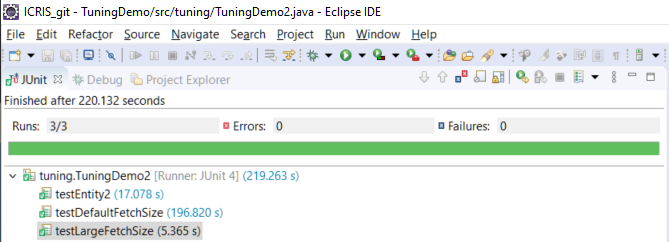 ICRIS_git - TuningDemo/src/tuning/TuningDemo2.java - Eclipse IDE
File Edit Refactor Source Navigate Search Project Run Window Help
JUnit Debug Project Explorer
Finished after 220.132 seconds
Runs: 3/3 Errors: 0 Failures: 0
tuning.TuningDemo2 [Runner: JUnit 4] (219.263 s)
testEntity2 (17.078 s)
testDefaultFetchSize (196.820 s)
testLargeFetchSize (5.365 s)